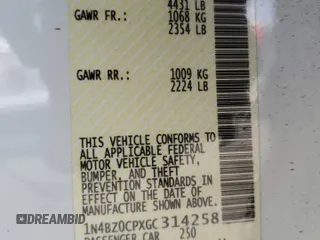 4431 LB
GAWR FR.: 1068 KG
2354 LB
GAWR RR.: 1009 KG
2224 LB
THIS VEHICLE CONFORMS TO
ALL APPLICABLE FEDERAL
MOTOR VEHICLE SAFETY,
BUMPER, AND THEFT
PREVENTION STANDARDS IN
EFFECT ON THE DATE OF
MANUFACTURE SHOWN ABOVE.
1N4BZ0CPXGC314258
PASSENGER CAR 250
DREAMBID